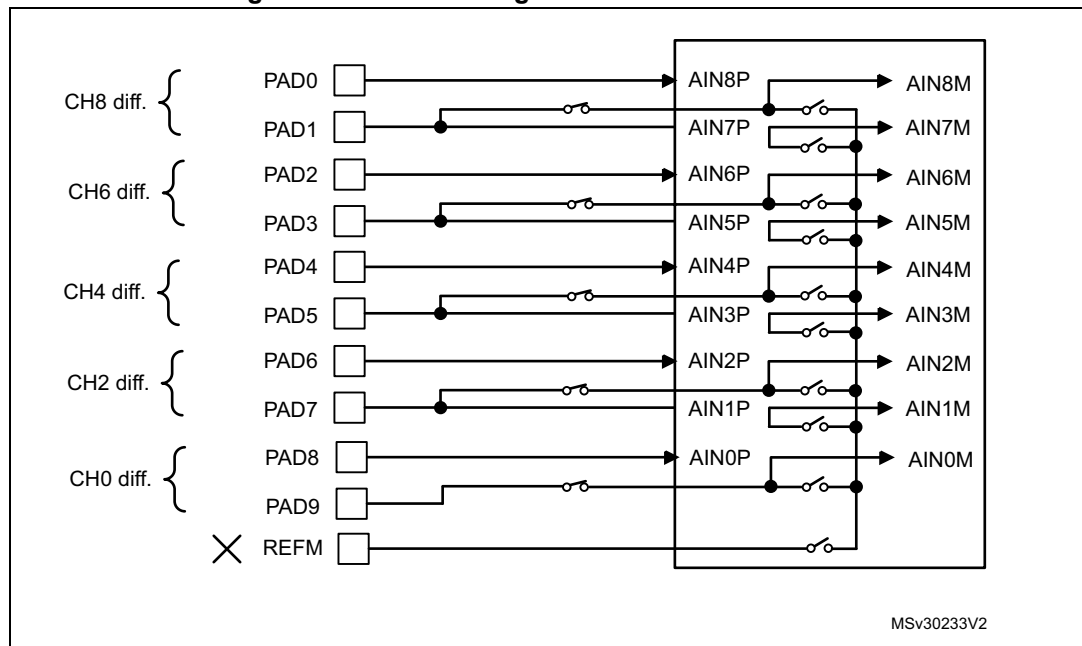 PAD0 AIN8P AIN8M
CH8 diff.
PAD1 AIN7P AIN7M
PAD2 AIN6P AIN6M
CH6 diff.
PAD3 AIN5P AIN5M
PAD4 AIN4P AIN4M
CH4 diff.
PAD5 AIN3P AIN3M
PAD6 AIN2P AIN2M
CH2 diff.
PAD7 AIN1P AIN1M
PAD8 AIN0P AIN0M
CH0 diff.
PAD9
REFM
MSv30233V2